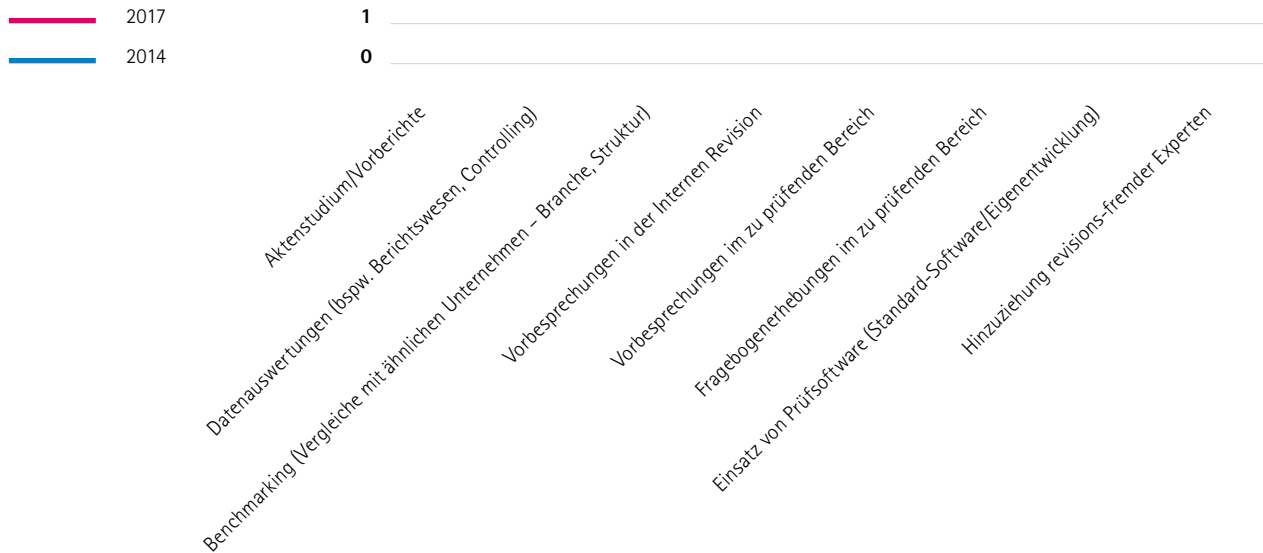 2017
1
2014
0
Aktenstudium/Vorberichte
Datenauswertungen (bspw. Berichtswesen, Controlling)
Benchmarking (Vergleiche mit ähnlichen Unternehmen – Branche, Struktur)
Vorbesprechungen in der Internen Revision
Vorbesprechungen im zu prüfenden Bereich
Fragebogenerhebungen im zu prüfenden Bereich
Einsatz von Prüfsoftware (Standard-Software/Eigenentwicklung)
Hinzuziehung revisions-fremder Experten